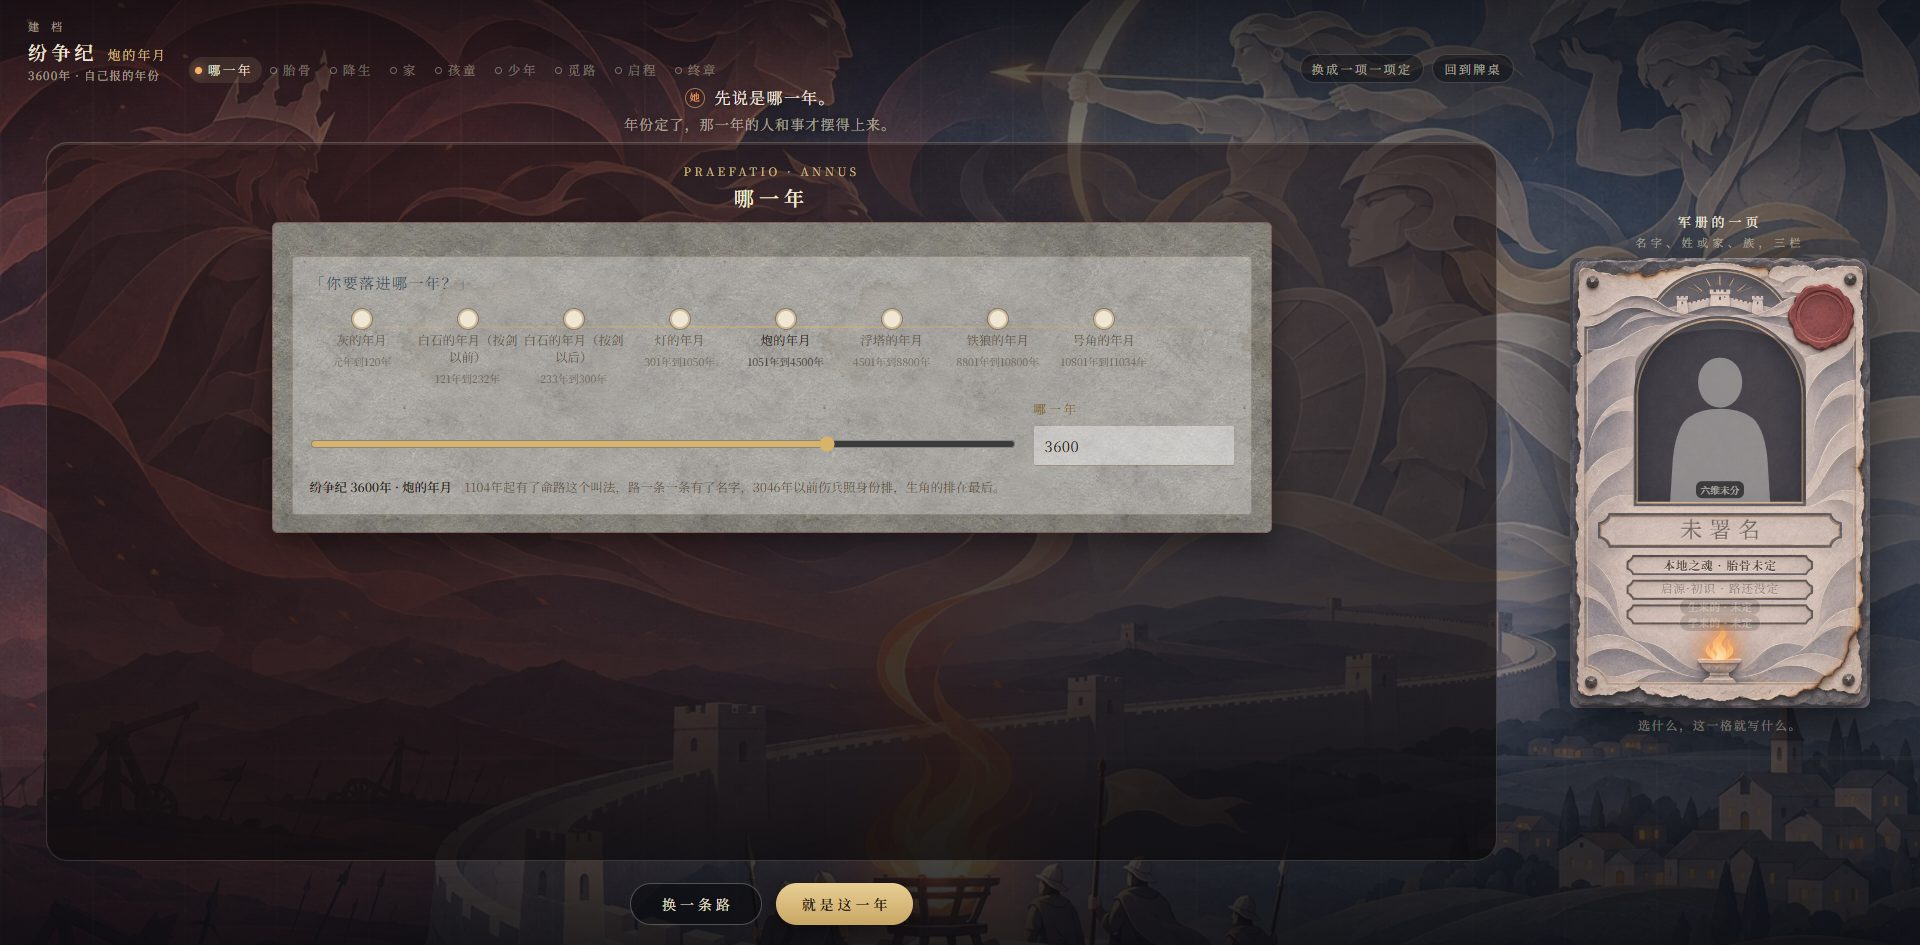 建 档
纷争纪 炮的年月
3600年 · 自己报的年份
哪一年 胎骨 降生 家 孩童 少年 觅路 启程 终章
换成一项一项定 回到牌桌
她 先说是哪一年。
年份定了，那一年的人和事才摆得上来。
PRAEFATIO · ANNUS
哪一年
「你要落进哪一年？」
灰的年月
元年到120年
白石的年月（按剑以前）
121年到232年
白石的年月（按剑以后）
233年到300年
灯的年月
301年到1050年
炮的年月
1051年到4500年
浮塔的年月
4501年到8800年
铁狼的年月
8801年到10800年
号角的年月
10801年到11034年
哪一年
3600
纷争纪 3600年 · 炮的年月 1104年起有了命路这个叫法，路一条一条有了名字，3046年以前伤兵照身份排，生角的排在最后。
换一条路
就是这一年
军册的一页
名字、姓或家、族，三栏
六维未分
未署名
本地之魂 · 胎骨未定
启源·初识 · 路还没定
生来的 · 未定
学来的 · 未定
选什么，这一格就写什么。